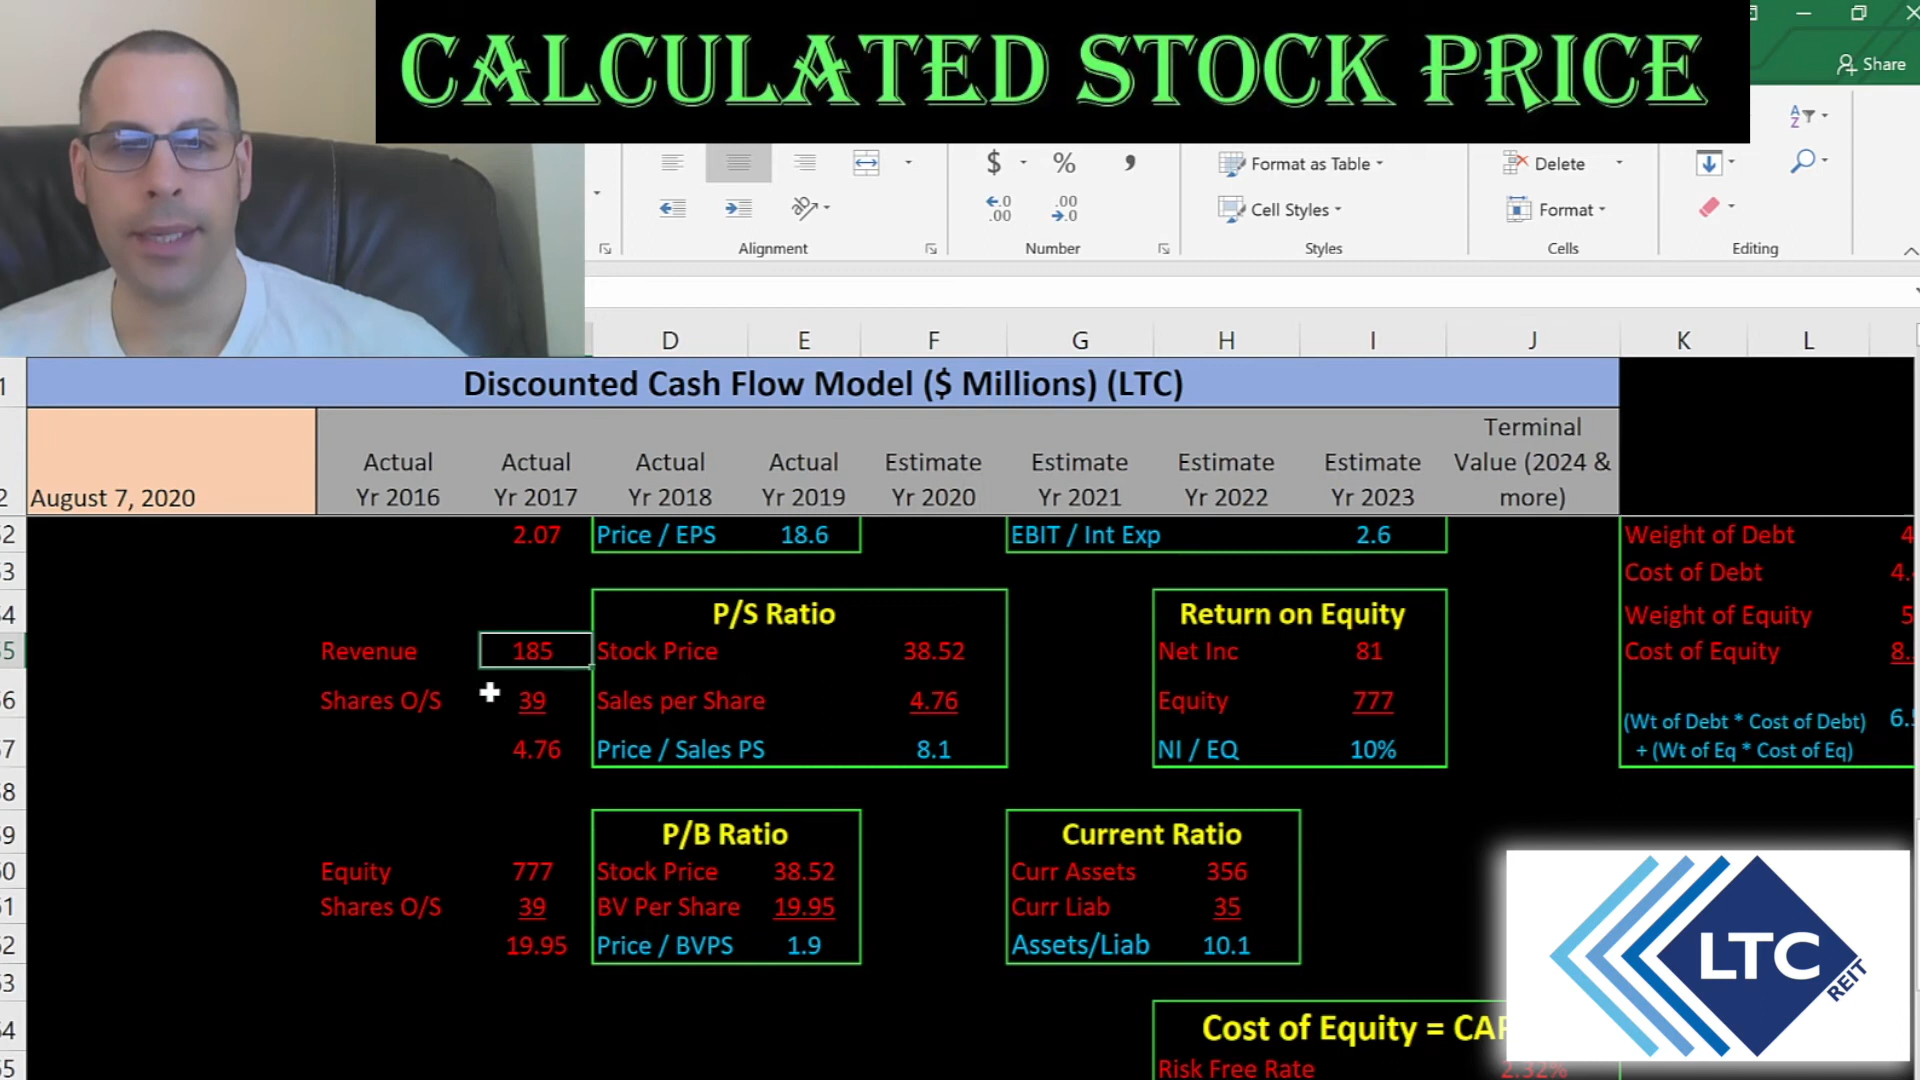 CALCULATED STOCK PRICE
Share
Format as Table
Delete
Cell Styles
Format
Alignment
Number
Styles
Cells
Editing
D E F G H I J K L
Discounted Cash Flow Model ($ Millions) (LTC)
August 7, 2020
Actual Yr 2016
Actual Yr 2017
Actual Yr 2018
Actual Yr 2019
Estimate Yr 2020
Estimate Yr 2021
Estimate Yr 2022
Estimate Yr 2023
Terminal Value (2024 & more)
2.07 Price / EPS 18.6 EBIT / Int Exp 2.6 Weight of Debt
Cost of Debt
P/S Ratio Return on Equity Weight of Equity
Revenue 185 Stock Price 38.52 Net Inc 81 Cost of Equity
Shares O/S 39 Sales per Share 4.76 Equity 777
(Wt of Debt * Cost of Debt)
+ (Wt of Eq * Cost of Eq)
4.76 Price / Sales PS 8.1 NI / EQ 10%
P/B Ratio Current Ratio
Equity 777 Stock Price 38.52 Curr Assets 356
Shares O/S 39 BV Per Share 19.95 Curr Liab 35
19.95 Price / BVPS 1.9 Assets/Liab 10.1
Cost of Equity =
Risk Free Rate 2.32%
LTC
REIT